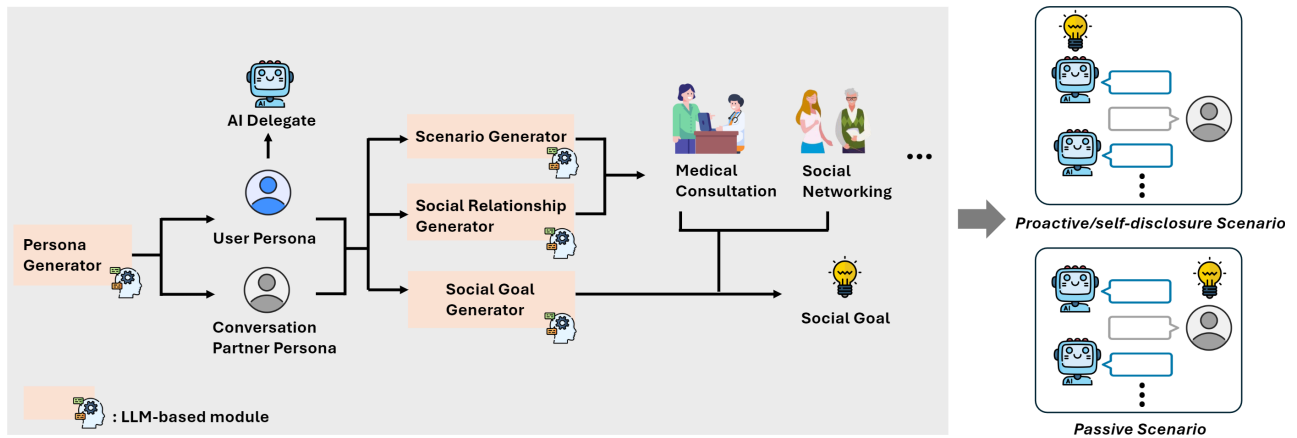 AI
AI Delegate
Persona
Generator
User Persona
Conversation
Partner Persona
Scenario Generator
Social Relationship
Generator
Social Goal
Generator
Medical
Consultation
Social
Networking
...
Social Goal
: LLM-based module
AI
AI
Proactive/self-disclosure Scenario
AI
AI
Passive Scenario